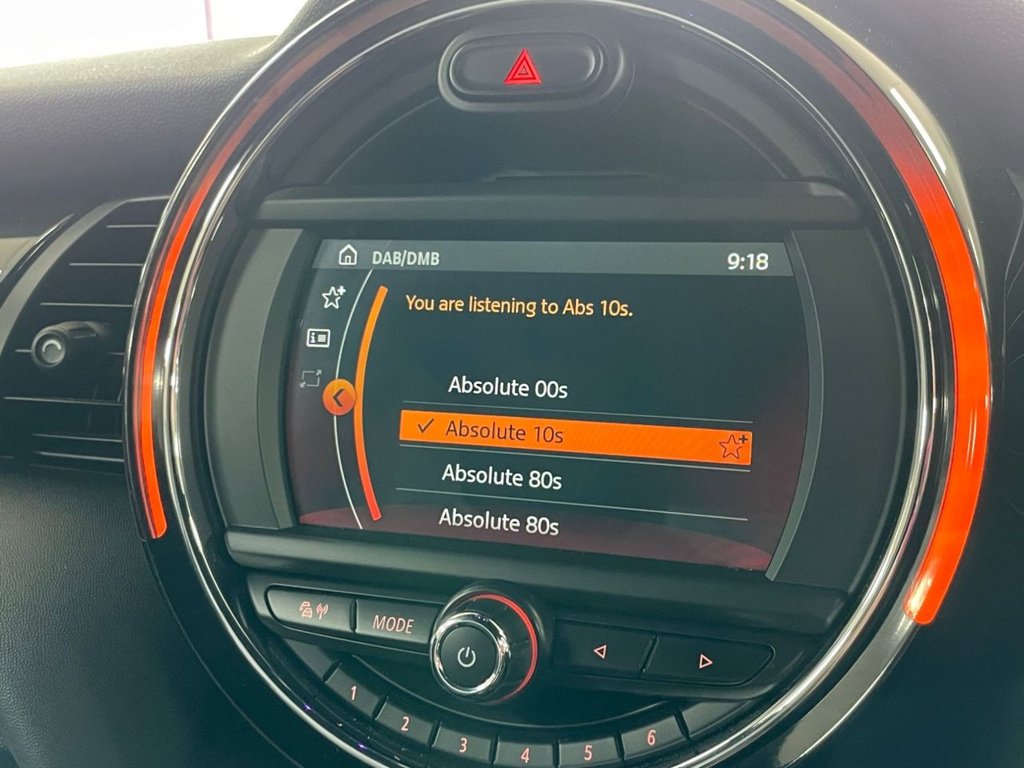 DAB/DMB 9:18
You are listening to Abs 10s.
Absolute 00s
Absolute 10s
Absolute 80s
Absolute 80s
MODE
1
2
3
4
5
6